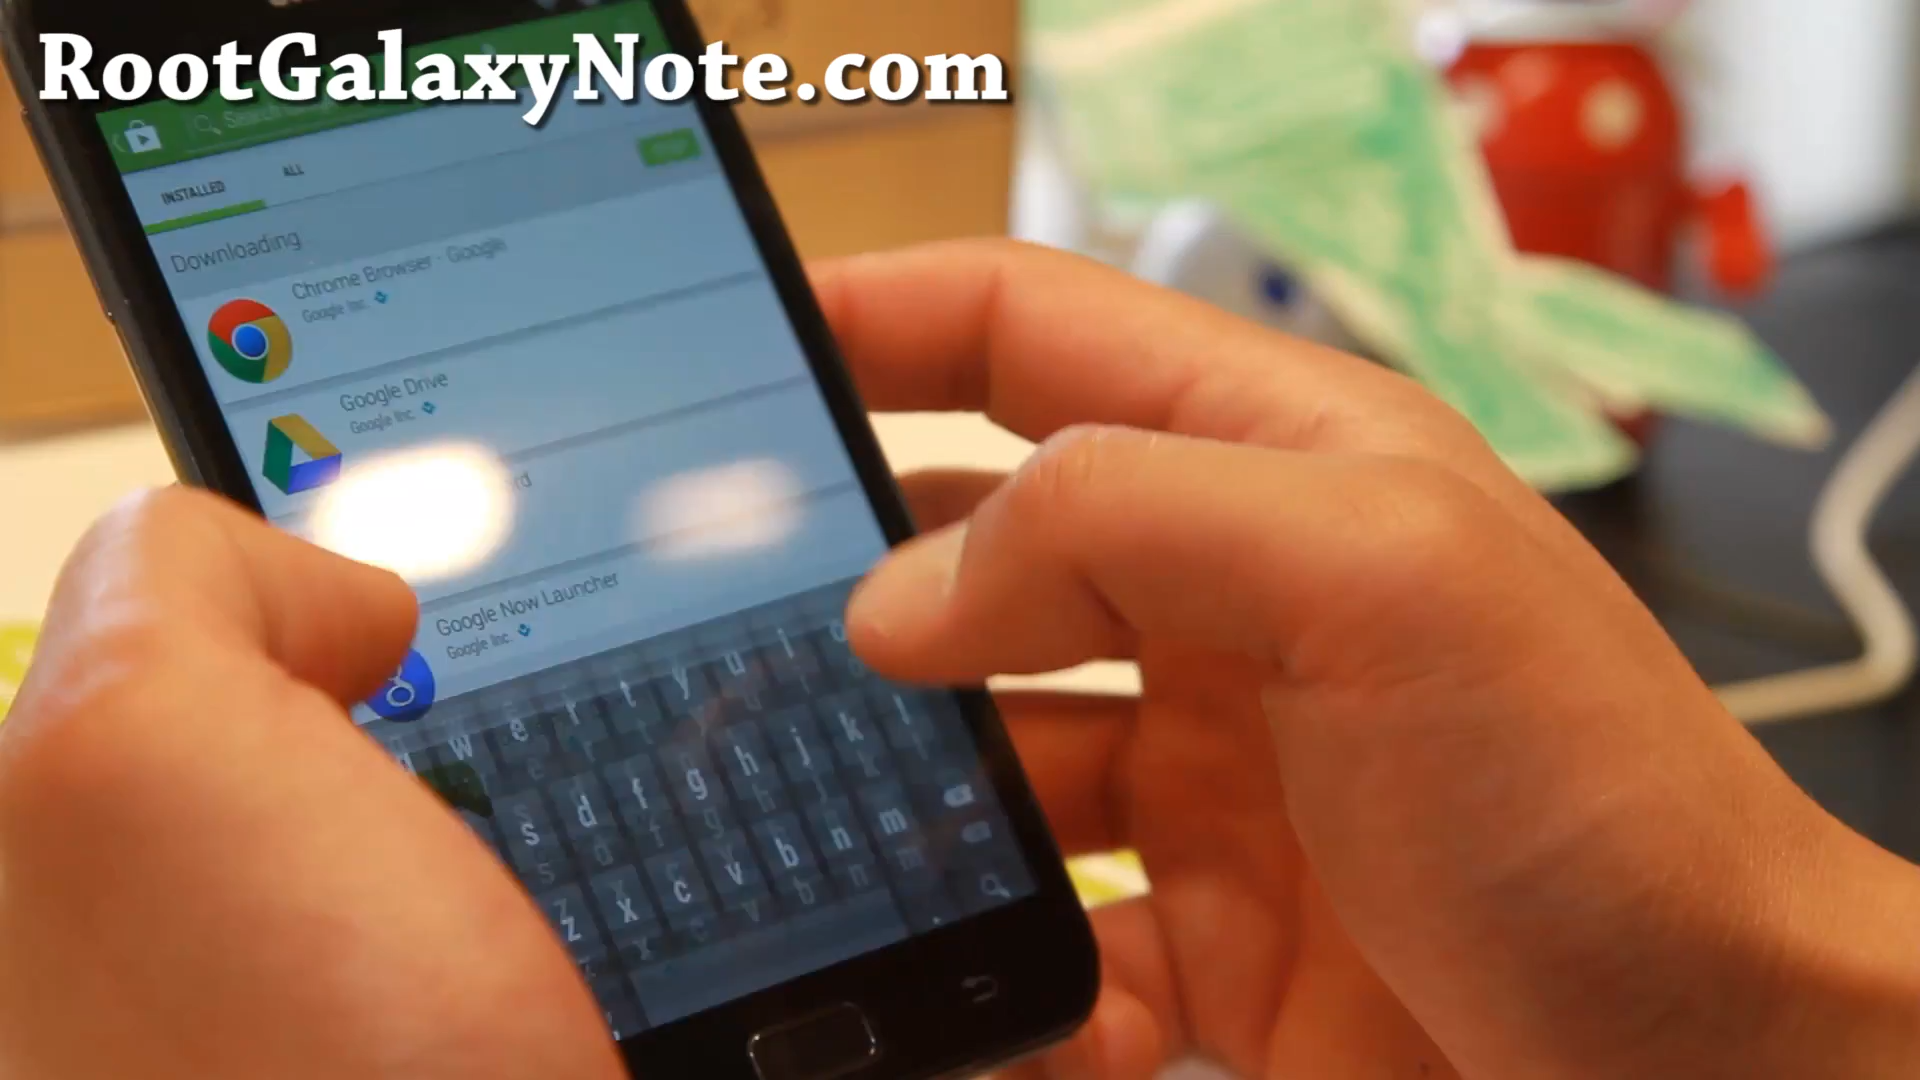 RootGalaxyNote.com
Search
INSTALLED ALL
Downloading
Chrome Browser - Google
Google Inc.
Google Drive
Google Inc.
Google Now Launcher
Google Inc.
w e r t y u i
s d f g h j k l
z x c v b n m